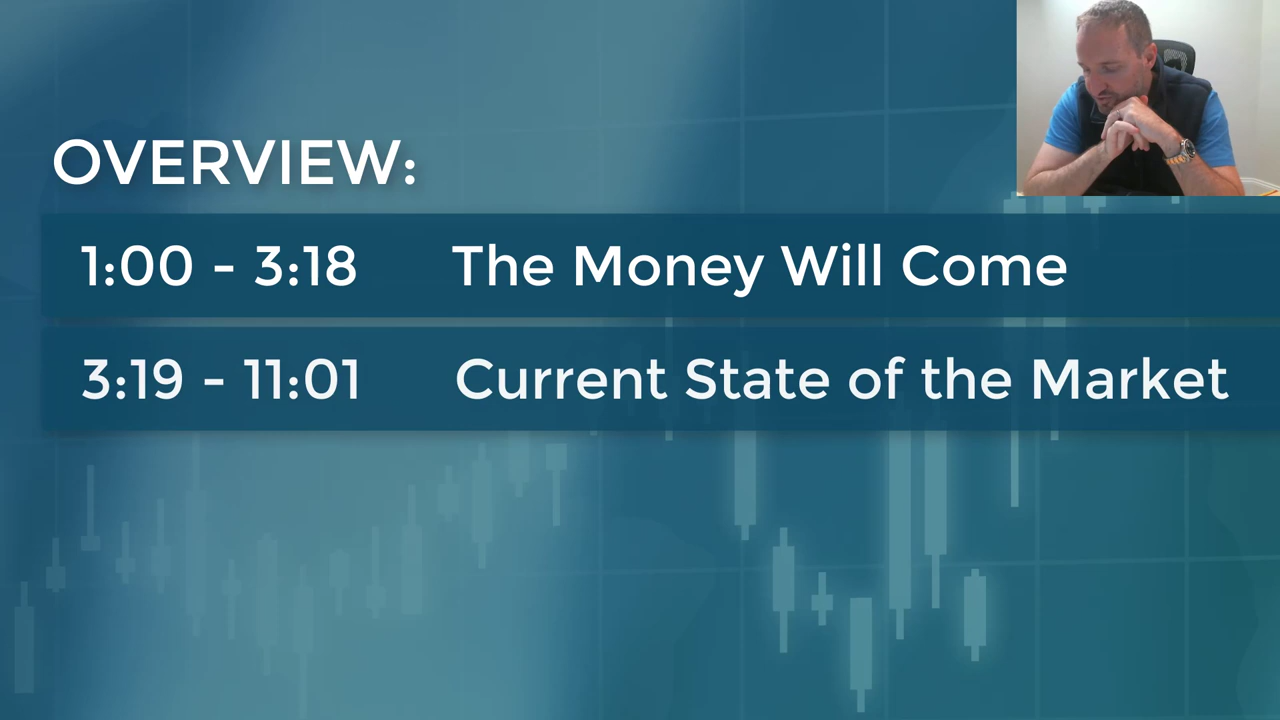 OVERVIEW:
1:00 - 3:18 The Money Will Come
3:19 - 11:01 Current State of the Market